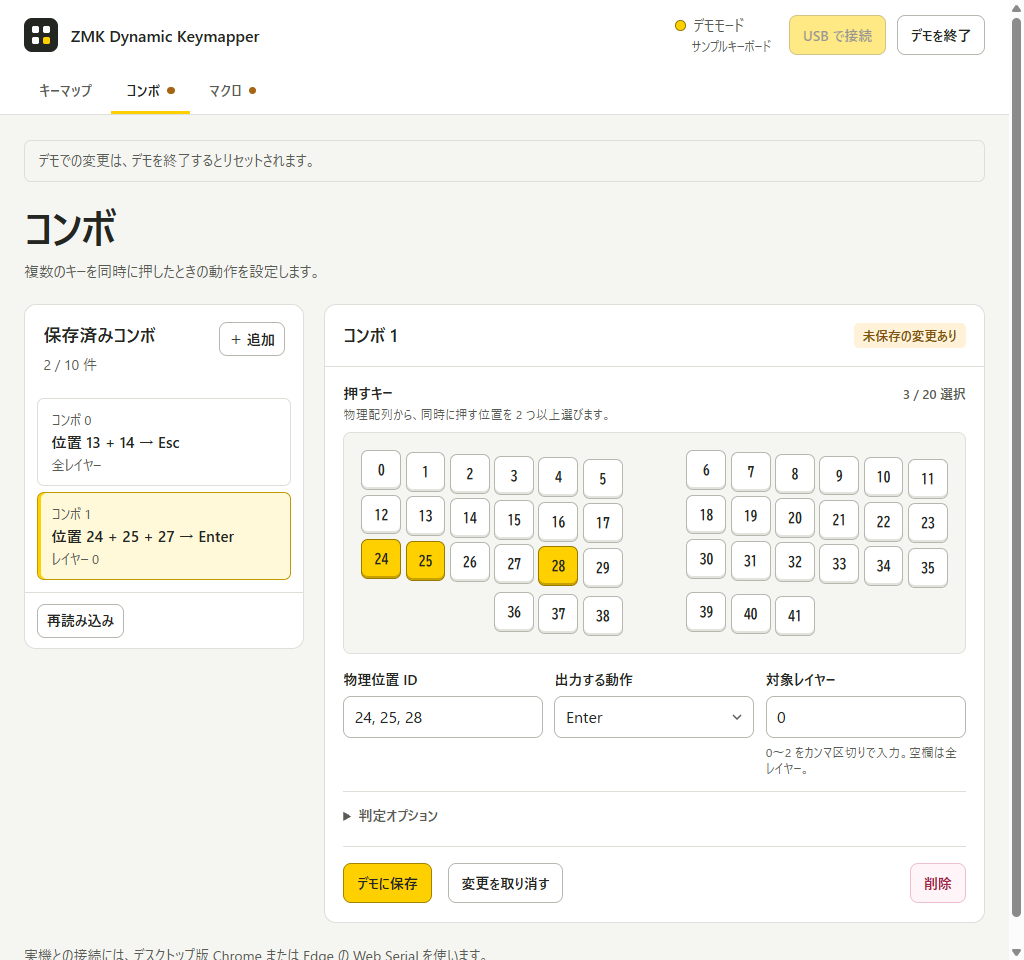 ZMK Dynamic Keymapper
デモモード
サンプルキーボード
USB で接続
デモを終了
キーマップ
コンボ
マクロ
デモでの変更は、デモを終了するとリセットされます。
コンボ
複数のキーを同時に押したときの動作を設定します。
保存済みコンボ
2 / 10 件
+ 追加
コンボ 0
位置 13 + 14 → Esc
全レイヤー
コンボ 1
位置 24 + 25 + 27 → Enter
レイヤー 0
再読み込み
コンボ 1
未保存の変更あり
押すキー
3 / 20 選択
物理配列から、同時に押す位置を 2 つ以上選びます。
0 1 2 3 4 5 6 7 8 9 10 11
12 13 14 15 16 17 18 19 20 21 22 23
24 25 26 27 28 29 30 31 32 33 34 35
36 37 38 39 40 41
物理位置 ID
24, 25, 28
出力する動作
Enter
対象レイヤー
0
0〜2 をカンマ区切りで入力。空欄は全
レイヤー。
▶ 判定オプション
デモに保存
変更を取り消す
削除
実機との接続には、デスクトップ版 Chrome または Edge の Web Serial を使います。